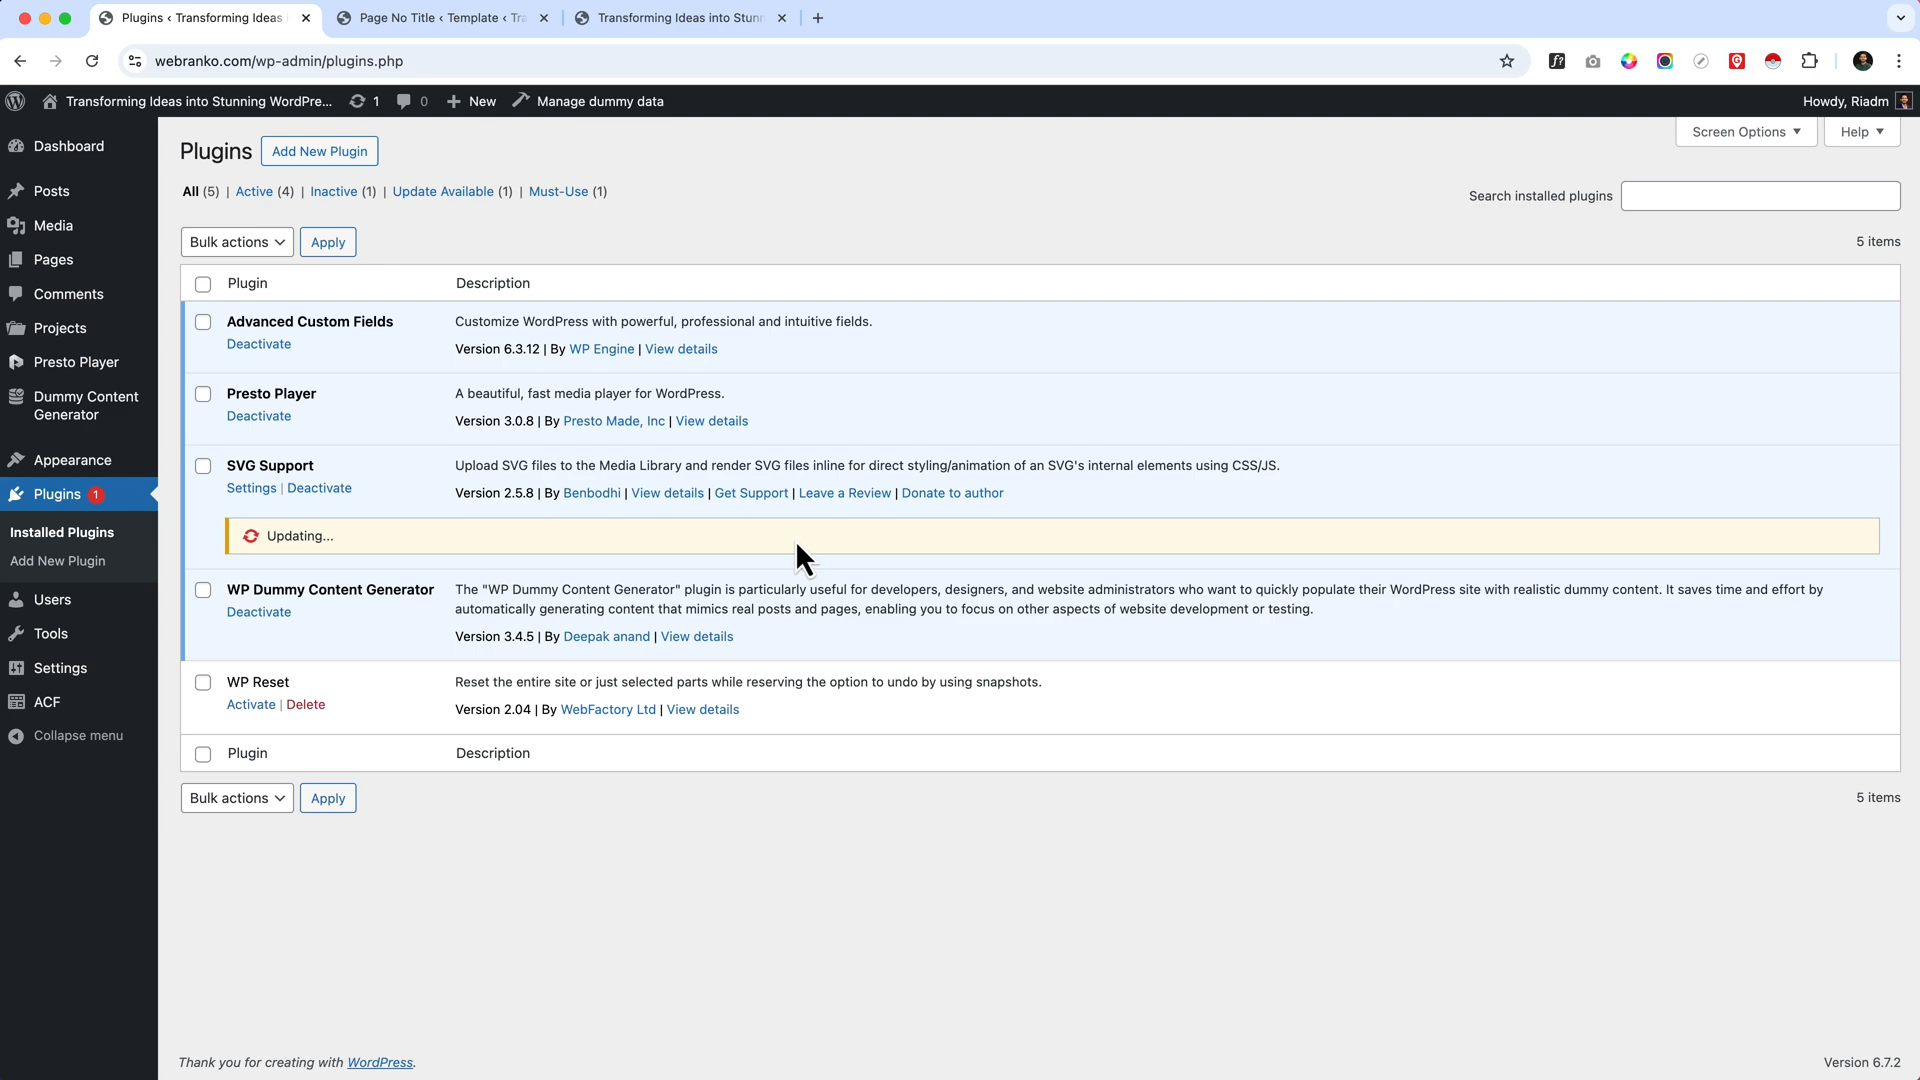 Plugins ‹ Transforming Ideas
Page No Title ‹ Template ‹ Tra
Transforming Ideas into Stunn
webranko.com/wp-admin/plugins.php
Transforming Ideas into Stunning WordPre...
1
0
New
Manage dummy data
Howdy, Riadm
Dashboard
Posts
Media
Pages
Comments
Projects
Presto Player
Dummy Content
Generator
Appearance
Plugins 1
Installed Plugins
Add New Plugin
Users
Tools
Settings
ACF
Collapse menu
Plugins
Add New Plugin
Screen Options
Help
All (5) | Active (4) | Inactive (1) | Update Available (1) | Must-Use (1)
Search installed plugins
Bulk actions
Apply
5 items
Plugin
Description
Advanced Custom Fields
Deactivate
Customize WordPress with powerful, professional and intuitive fields.
Version 6.3.12 | By WP Engine | View details
Presto Player
Deactivate
A beautiful, fast media player for WordPress.
Version 3.0.8 | By Presto Made, Inc | View details
SVG Support
Settings | Deactivate
Upload SVG files to the Media Library and render SVG files inline for direct styling/animation of an SVG's internal elements using CSS/JS.
Version 2.5.8 | By Benbodhi | View details | Get Support | Leave a Review | Donate to author
Updating...
WP Dummy Content Generator
Deactivate
The "WP Dummy Content Generator" plugin is particularly useful for developers, designers, and website administrators who want to quickly populate their WordPress site with realistic dummy content. It saves time and effort by
automatically generating content that mimics real posts and pages, enabling you to focus on other aspects of website development or testing.
Version 3.4.5 | By Deepak anand | View details
WP Reset
Activate | Delete
Reset the entire site or just selected parts while reserving the option to undo by using snapshots.
Version 2.04 | By WebFactory Ltd | View details
Plugin
Description
Bulk actions
Apply
5 items
Thank you for creating with WordPress.
Version 6.7.2